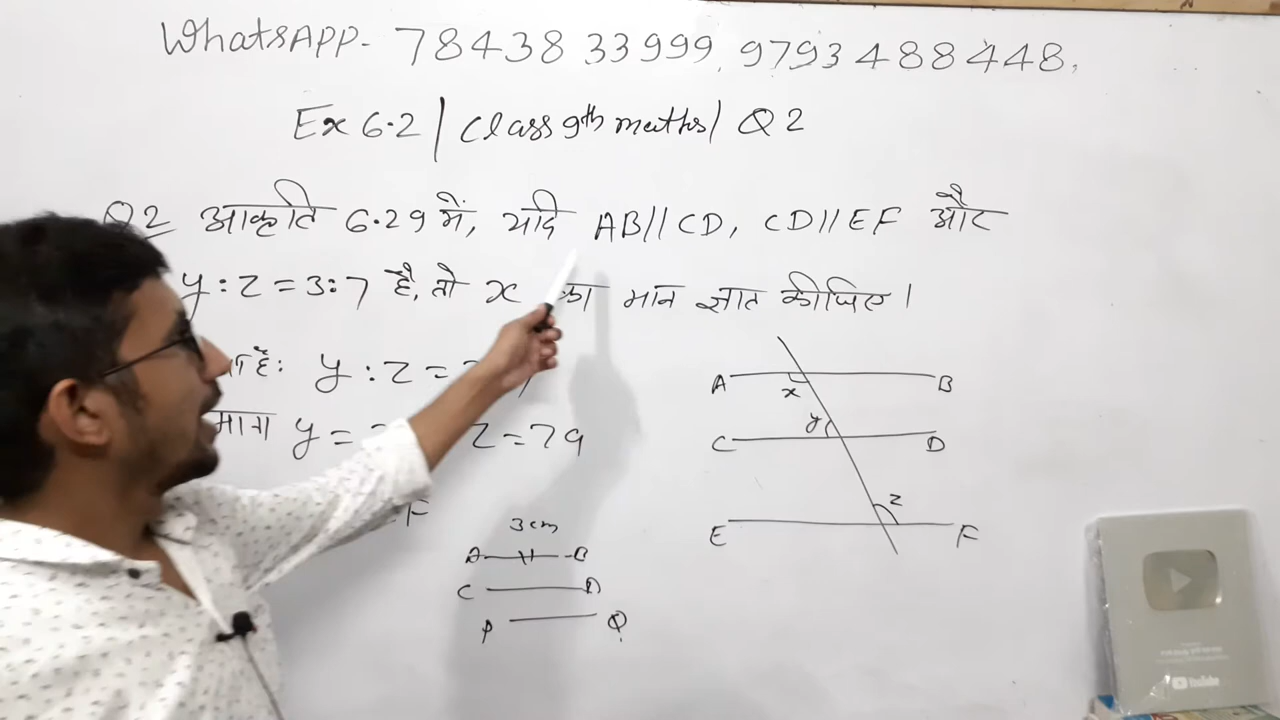 WhatsAPP- 78438 33999, 9793488448,
Ex 6.2 | Class 9th maths | Q 2
Q2 आकृति 6.29 में, यदि AB//CD, CD//EF और
y:z=3:7 है, तो x का मान ज्ञात कीजिए।
है: y:z=
माना y= z=7a
F
3cm
A B
C D
P Q
A B
x
y
C D
z
E F
YouTube